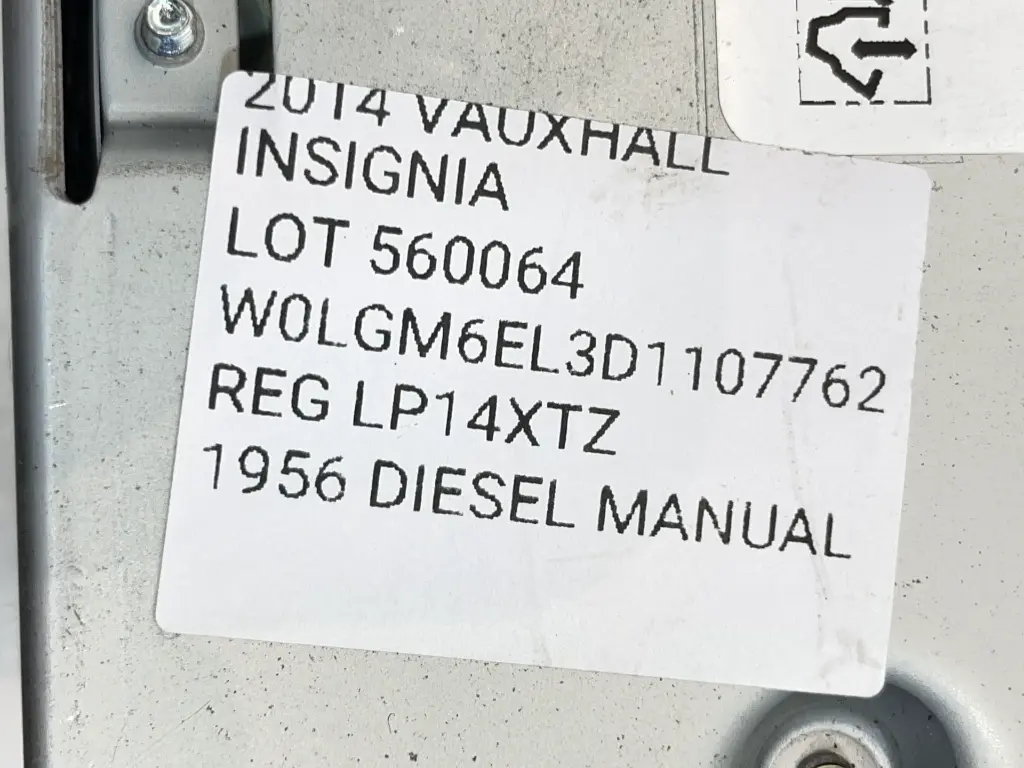 2014 VAUXHALL
INSIGNIA
LOT 560064
W0LGM6EL3D1107762
REG LP14XTZ
1956 DIESEL MANUAL